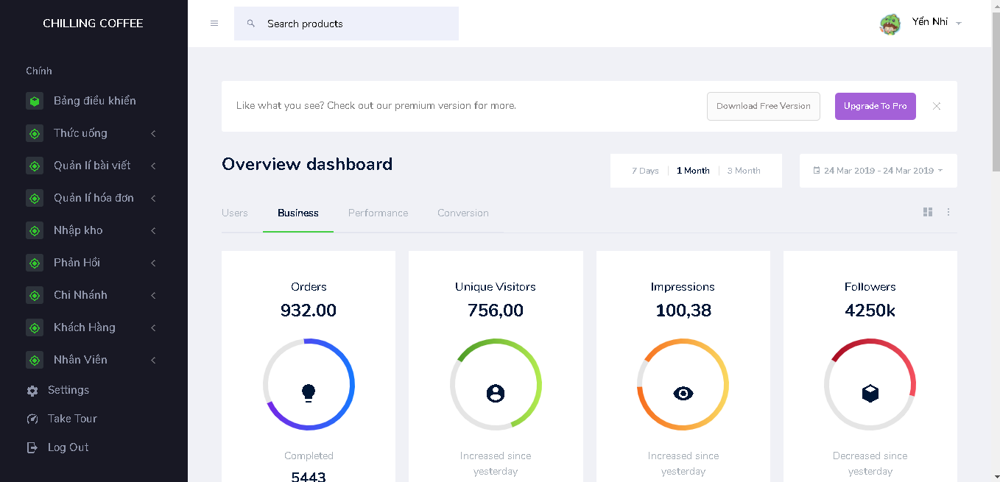 CHILLING COFFEE
Chính
Bảng điều khiển
Thức uống
Quản lí bài viết
Quản lí hóa đơn
Nhập kho
Phản Hồi
Chi Nhánh
Khách Hàng
Nhân Viên
Settings
Take Tour
Log Out
Search products
Yến Nhi
Like what you see? Check out our premium version for more.
Download Free Version
Upgrade To Pro
Overview dashboard
7 Days
1 Month
3 Month
24 Mar 2019 - 24 Mar 2019
Users
Business
Performance
Conversion
Orders
932.00
Completed
5443
Unique Visitors
756,00
Increased since
yesterday
Impressions
100,38
Increased since
yesterday
Followers
4250k
Decreased since
yesterday